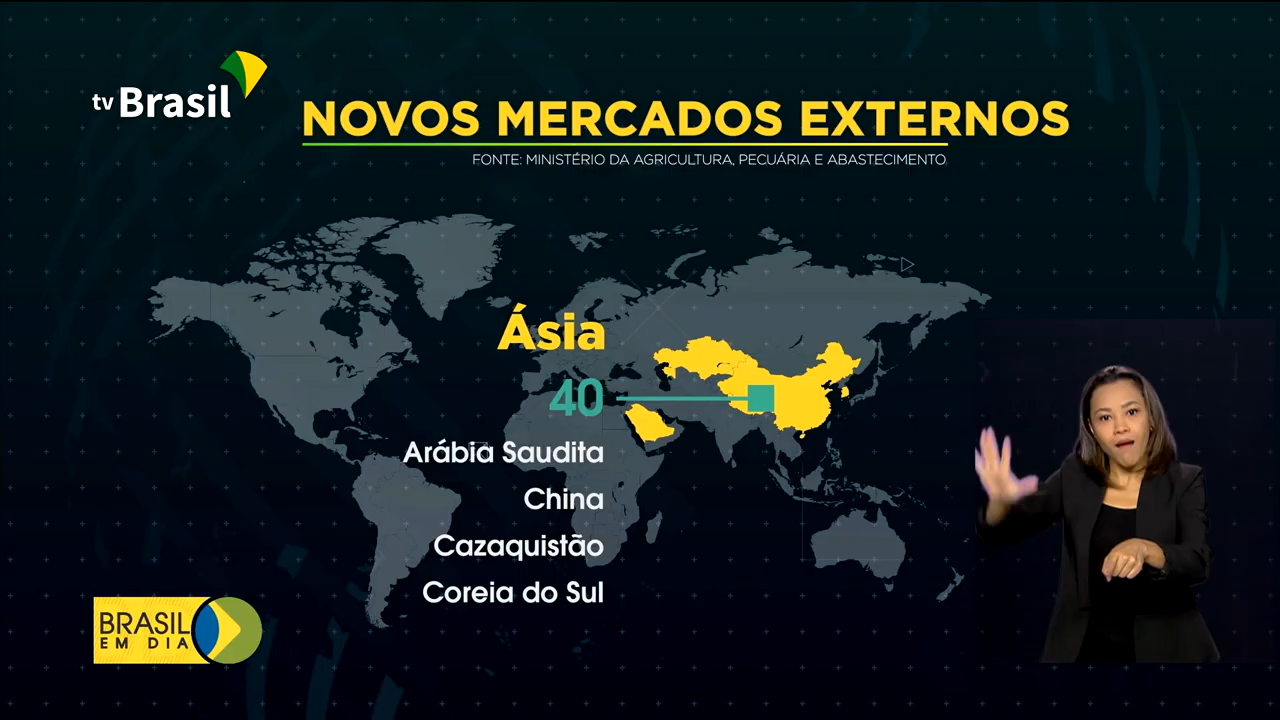 tv Brasil
NOVOS MERCADOS EXTERNOS
FONTE: MINISTÉRIO DA AGRICULTURA, PECUÁRIA E ABASTECIMENTO
Ásia
40
Arábia Saudita
China
Cazaquistão
Coreia do Sul
BRASIL
EM DIA